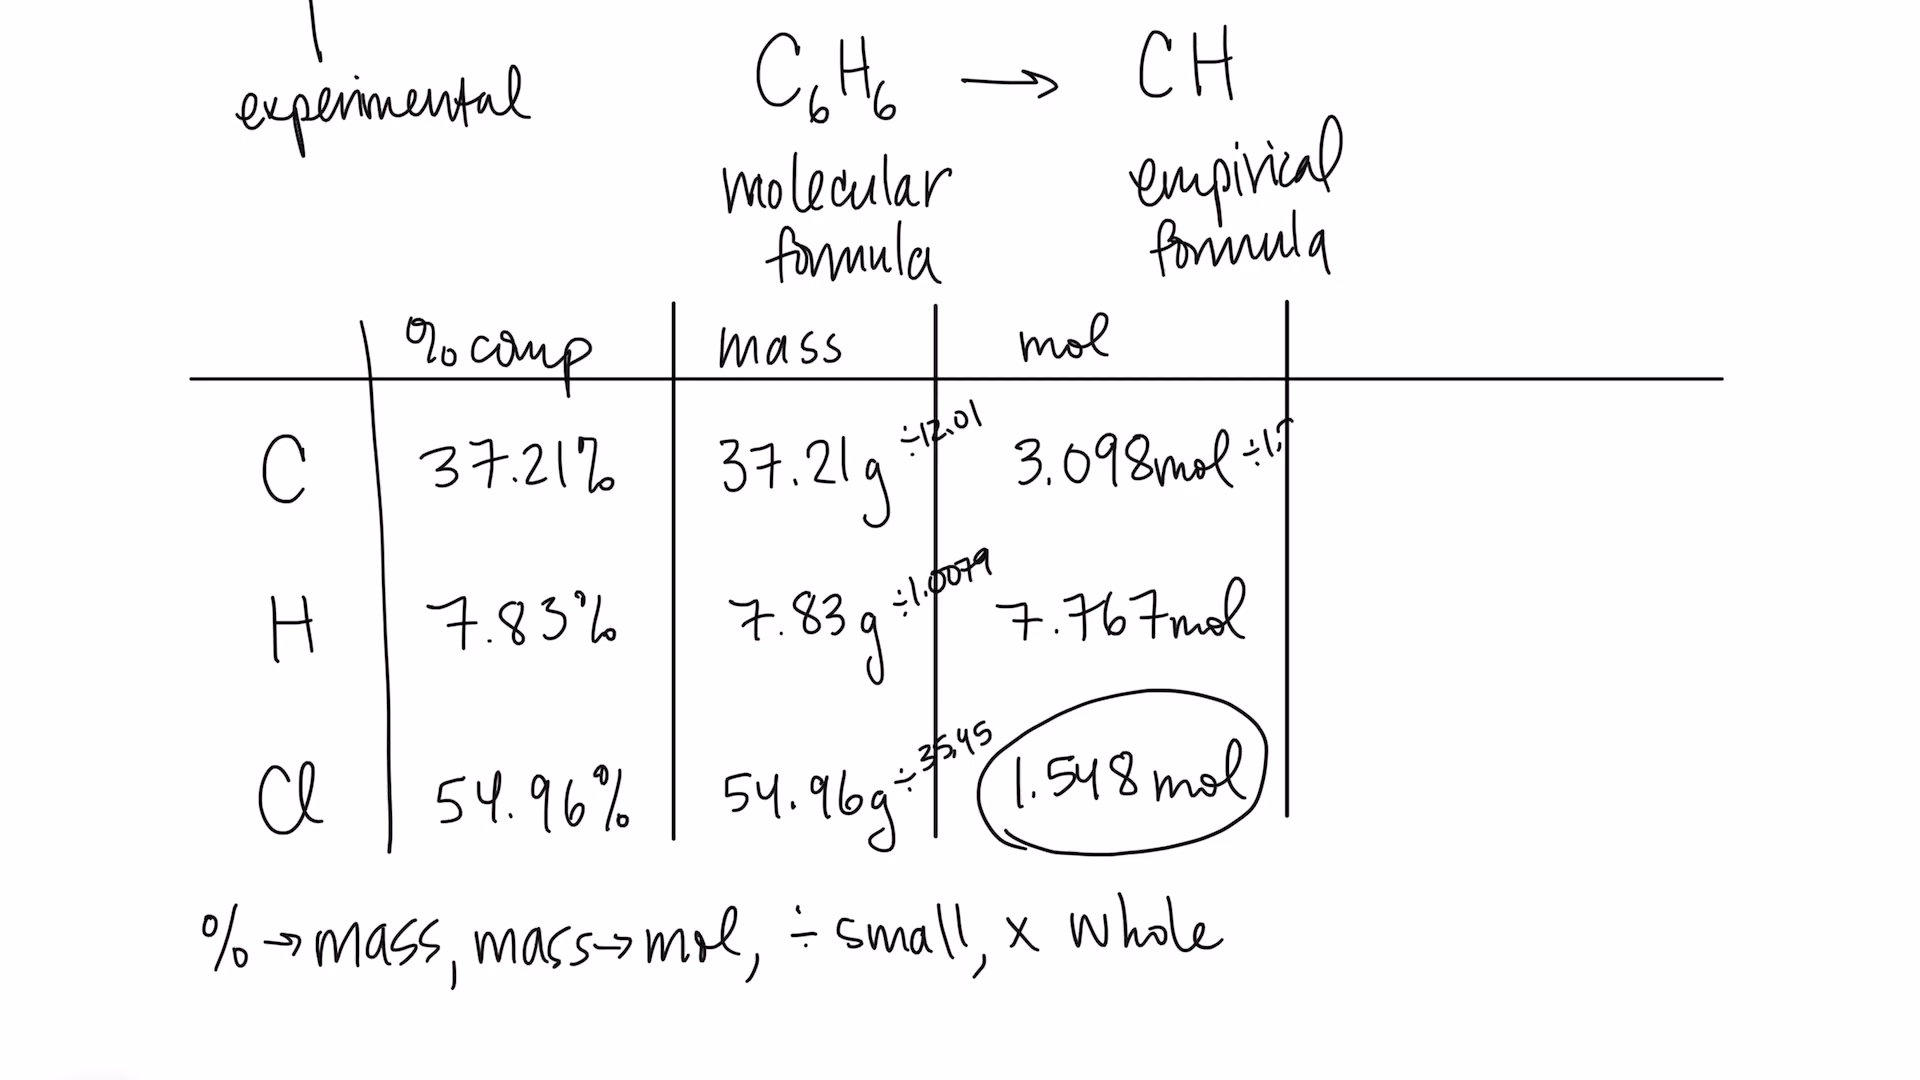 experimental
C6H6 → CH
molecular formula
empirical formula
% comp mass mol
C 37.21% 37.21g ÷12.01 3.098mol ÷1.
H 7.83% 7.83g ÷1.0079 7.767mol
Cl 54.96% 54.96g ÷35.45 1.548mol
% → mass, mass → mol, ÷ small, x whole